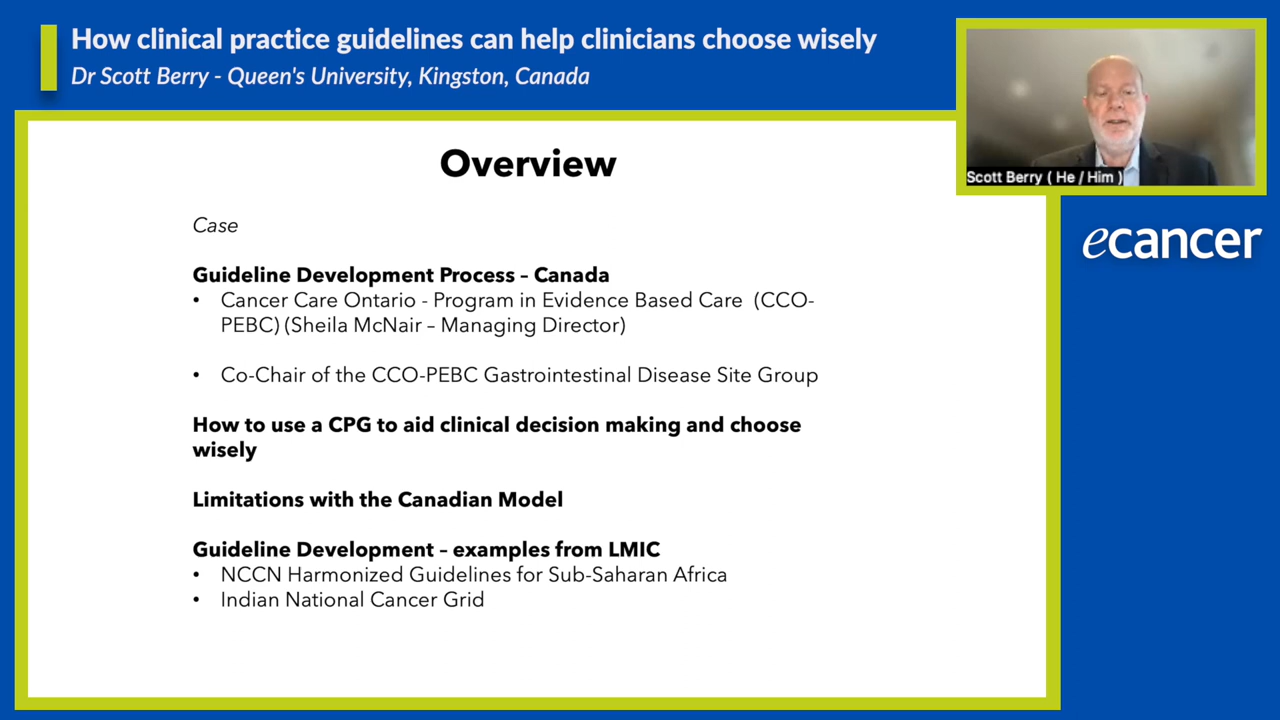 How clinical practice guidelines can help clinicians choose wisely
Dr Scott Berry - Queen's University, Kingston, Canada
Scott Berry ( He / Him )
ecancer
Overview
Case
Guideline Development Process – Canada
• Cancer Care Ontario - Program in Evidence Based Care (CCO-
PEBC) (Sheila McNair – Managing Director)
• Co-Chair of the CCO-PEBC Gastrointestinal Disease Site Group
How to use a CPG to aid clinical decision making and choose
wisely
Limitations with the Canadian Model
Guideline Development – examples from LMIC
• NCCN Harmonized Guidelines for Sub-Saharan Africa
• Indian National Cancer Grid